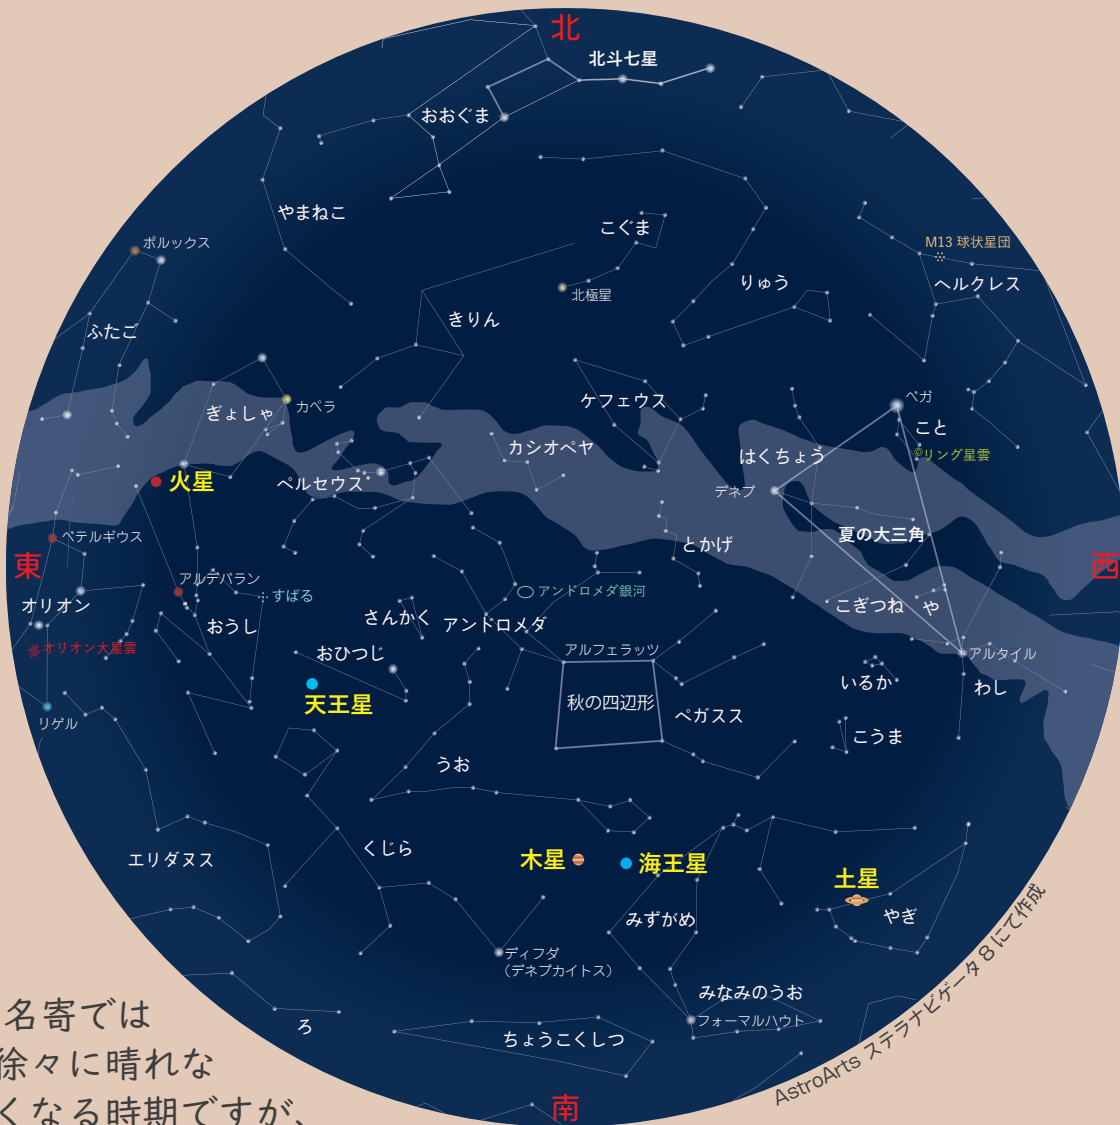 北
北斗七星
おおぐま
やまねこ
こぐま
ポルックス
M13 球状星団
りゅう
ヘルクレス
北極星
きりん
ふたご
ケフェウス
ベガ
ぎょしゃ
カペラ
こと
カシオペヤ
はくちょう
リング星雲
火星
ペルセウス
デネブ
ベテルギウス
夏の大三角
とかげ
東
西
アルデバラン
アンドロメダ銀河
すばる
オリオン
こぎつね
や
おうし
さんかく
アンドロメダ
オリオン大星雲
おひつじ
アルフェラッツ
アルタイル
いるか
わし
天王星
秋の四辺形
ペガスス
リゲル
こうま
うお
くじら
エリダヌス
木星
海王星
土星
みずがめ
やぎ
ディフダ
(デネブカイトス)
みなみのうお
フォーマルハウト
ろ
ちょうこくしつ
南
AstroArts ステラナビゲータ8にて作成
名寄では
徐々に晴れな
くなる時期ですが、